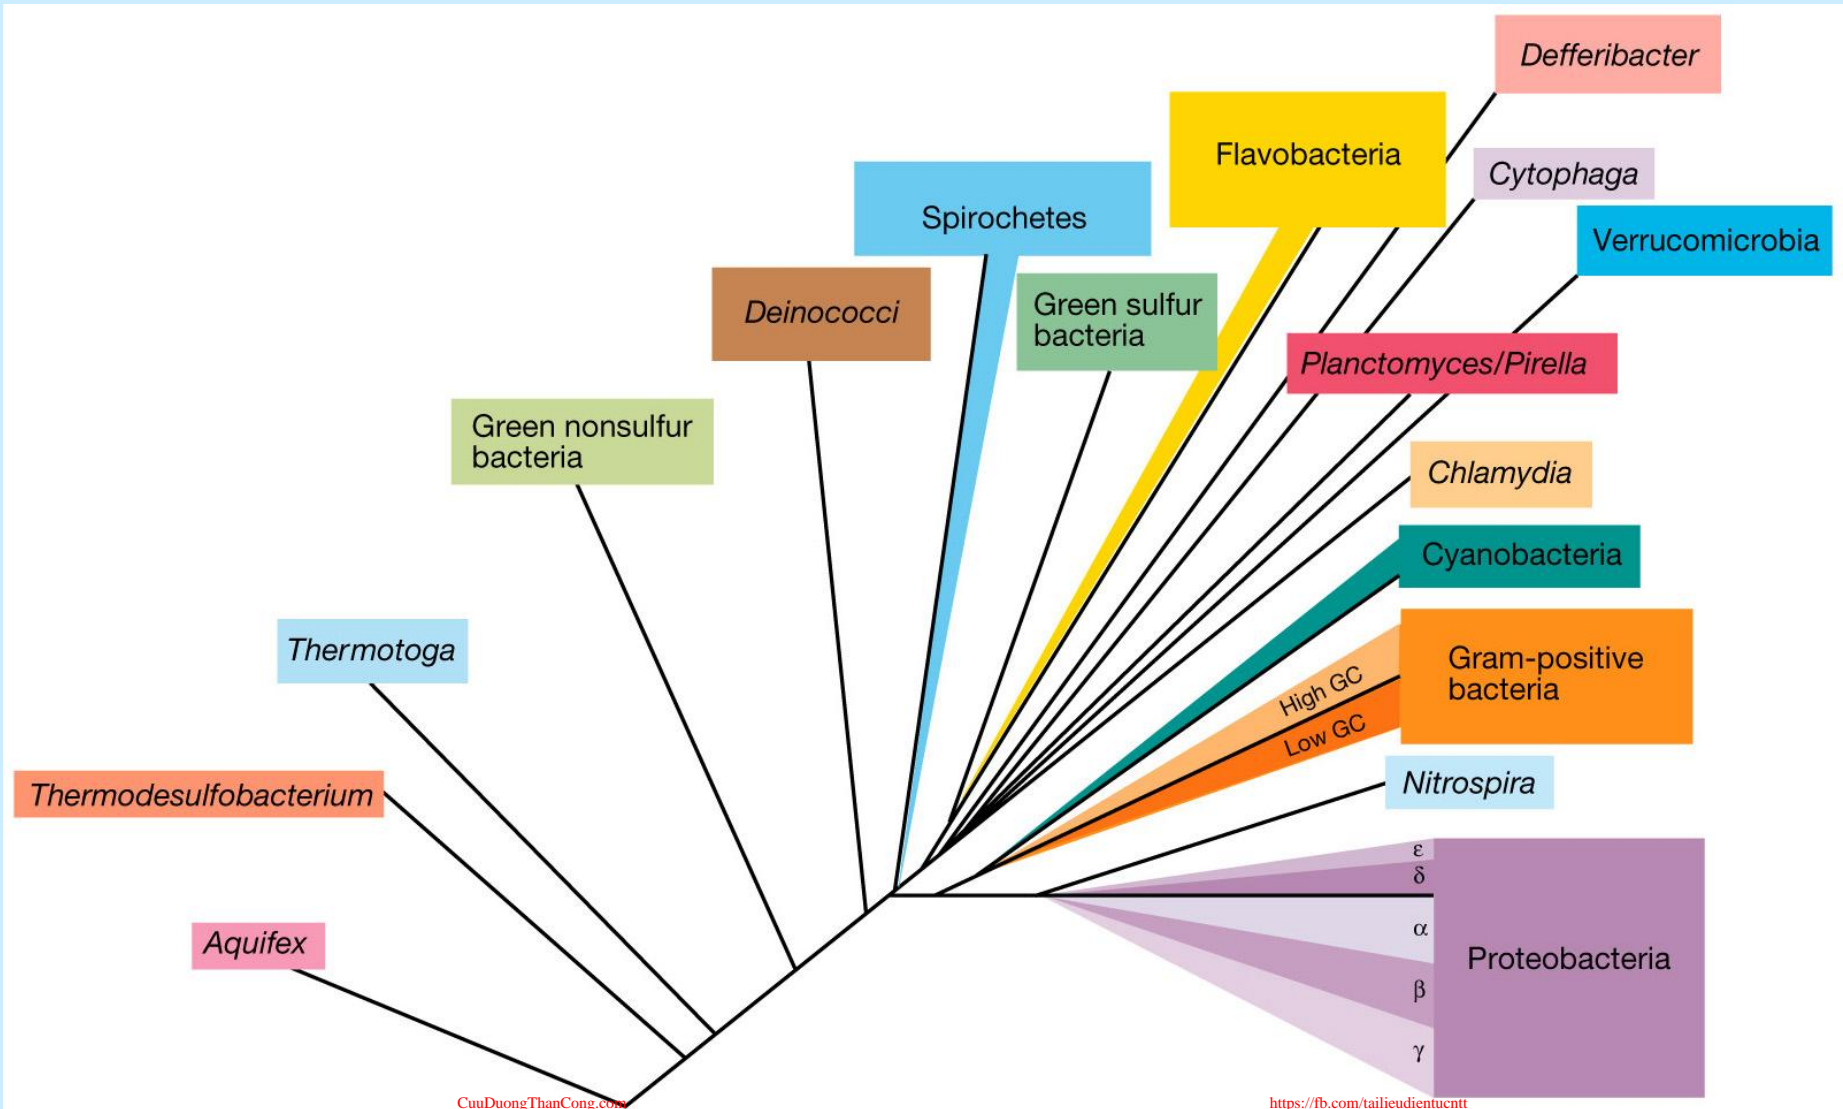 Defferibacter
Flavobacteria
Cytophaga
Spirochetes
Verrucomicrobia
Deinococci
Green sulfur
bacteria
Planctomyces/Pirella
Green nonsulfur
bacteria
Chlamydia
Cyanobacteria
Thermotoga
Gram-positive
bacteria
High GC
Low GC
Nitrospira
Thermodesulfobacterium
ε
δ
Aquifex
α
Proteobacteria
β
γ
CuuDuongThanCong.com
https://fb.com/tailieudientucntt